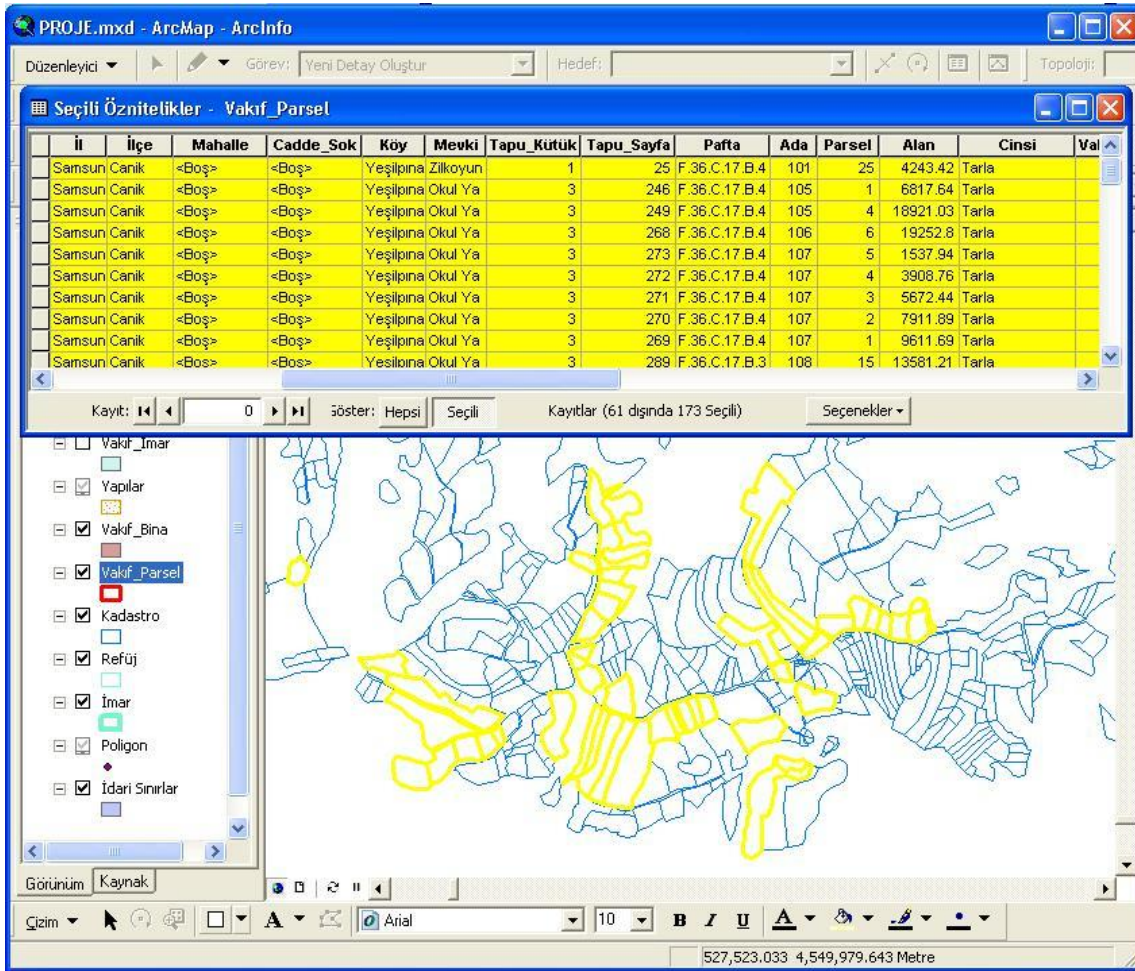 PROJE.mxd - ArcMap - ArcInfo
Düzenleyici Görev: Yeni Detay Oluştur Hedef: Topoloji:
Seçili Öznitelikler - Vakıf_Parsel
İl İlçe Mahalle Cadde_Sok Köy Mevki Tapu_Kütük Tapu_Sayfa Pafta Ada Parsel Alan Cinsi Val
Samsun Canik <Boş> <Boş> Yeşilpına Zilkoyun 1 25 F.36.C.17.B.4 101 25 4243.42 Tarla
Samsun Canik <Boş> <Boş> Yeşilpına Okul Ya 3 246 F.36.C.17.B.4 105 1 6817.64 Tarla
Samsun Canik <Boş> <Boş> Yeşilpına Okul Ya 3 249 F.36.C.17.B.4 105 4 18921.03 Tarla
Samsun Canik <Boş> <Boş> Yeşilpına Okul Ya 3 268 F.36.C.17.B.4 106 6 19252.8 Tarla
Samsun Canik <Boş> <Boş> Yeşilpına Okul Ya 3 273 F.36.C.17.B.4 107 5 1537.94 Tarla
Samsun Canik <Boş> <Boş> Yeşilpına Okul Ya 3 272 F.36.C.17.B.4 107 4 3908.76 Tarla
Samsun Canik <Boş> <Boş> Yeşilpına Okul Ya 3 271 F.36.C.17.B.4 107 3 5672.44 Tarla
Samsun Canik <Boş> <Boş> Yeşilpına Okul Ya 3 270 F.36.C.17.B.4 107 2 7911.89 Tarla
Samsun Canik <Boş> <Boş> Yeşilpına Okul Ya 3 269 F.36.C.17.B.4 107 1 9611.69 Tarla
Samsun Canik <Boş> <Boş> Yeşilpına Okul Ya 3 289 F.36.C.17.B.3 108 15 13581.21 Tarla
Kayıt: 0 Göster: Hepsi Seçili Kayıtlar (61 dışında 173 Seçili) Seçenekler
Vakıf_İmar
Yapılar
Vakıf_Bina
Vakıf_Parsel
Kadastro
Refüj
İmar
Poligon
İdari Sınırlar
Görünüm Kaynak
Çizim A Arial 10 B I U A
527,523.033 4,549,979.643 Metre